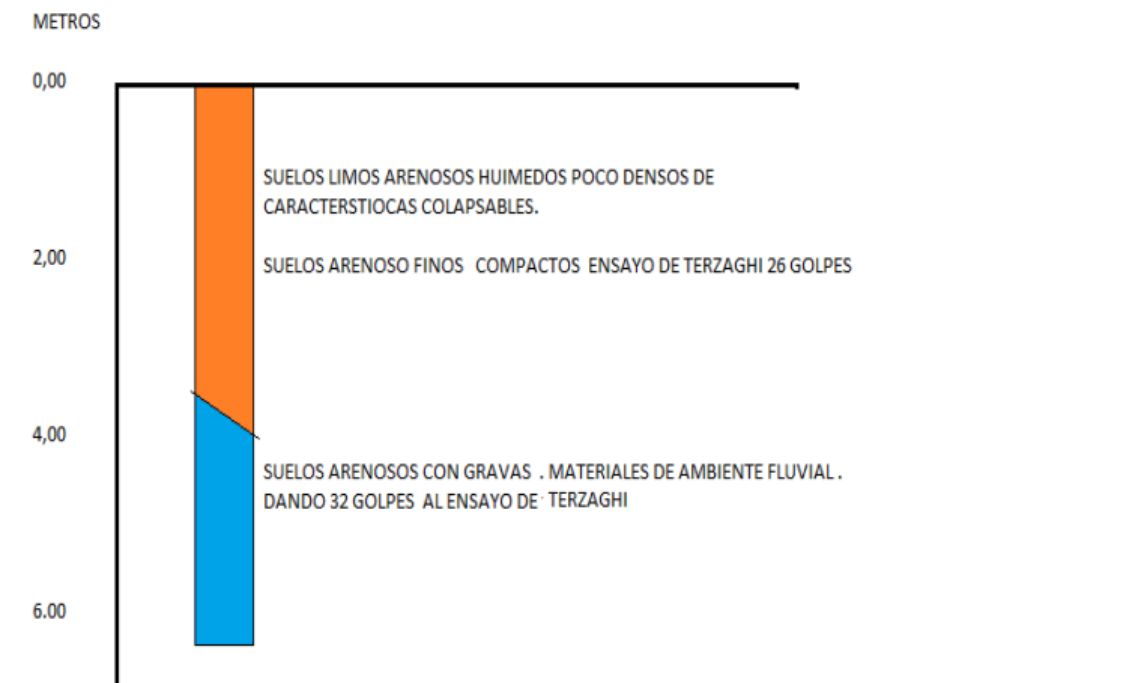 METROS
0,00
SUELOS LIMOS ARENOSOS HUIMEDOS POCO DENSOS DE
CARACTERSTIOCAS COLAPSABLES.
2,00
SUELOS ARENOSO FINOS COMPACTOS ENSAYO DE TERZAGHI 26 GOLPES
4,00
SUELOS ARENOSOS CON GRAVAS . MATERIALES DE AMBIENTE FLUVIAL .
DANDO 32 GOLPES AL ENSAYO DE TERZAGHI
6.00